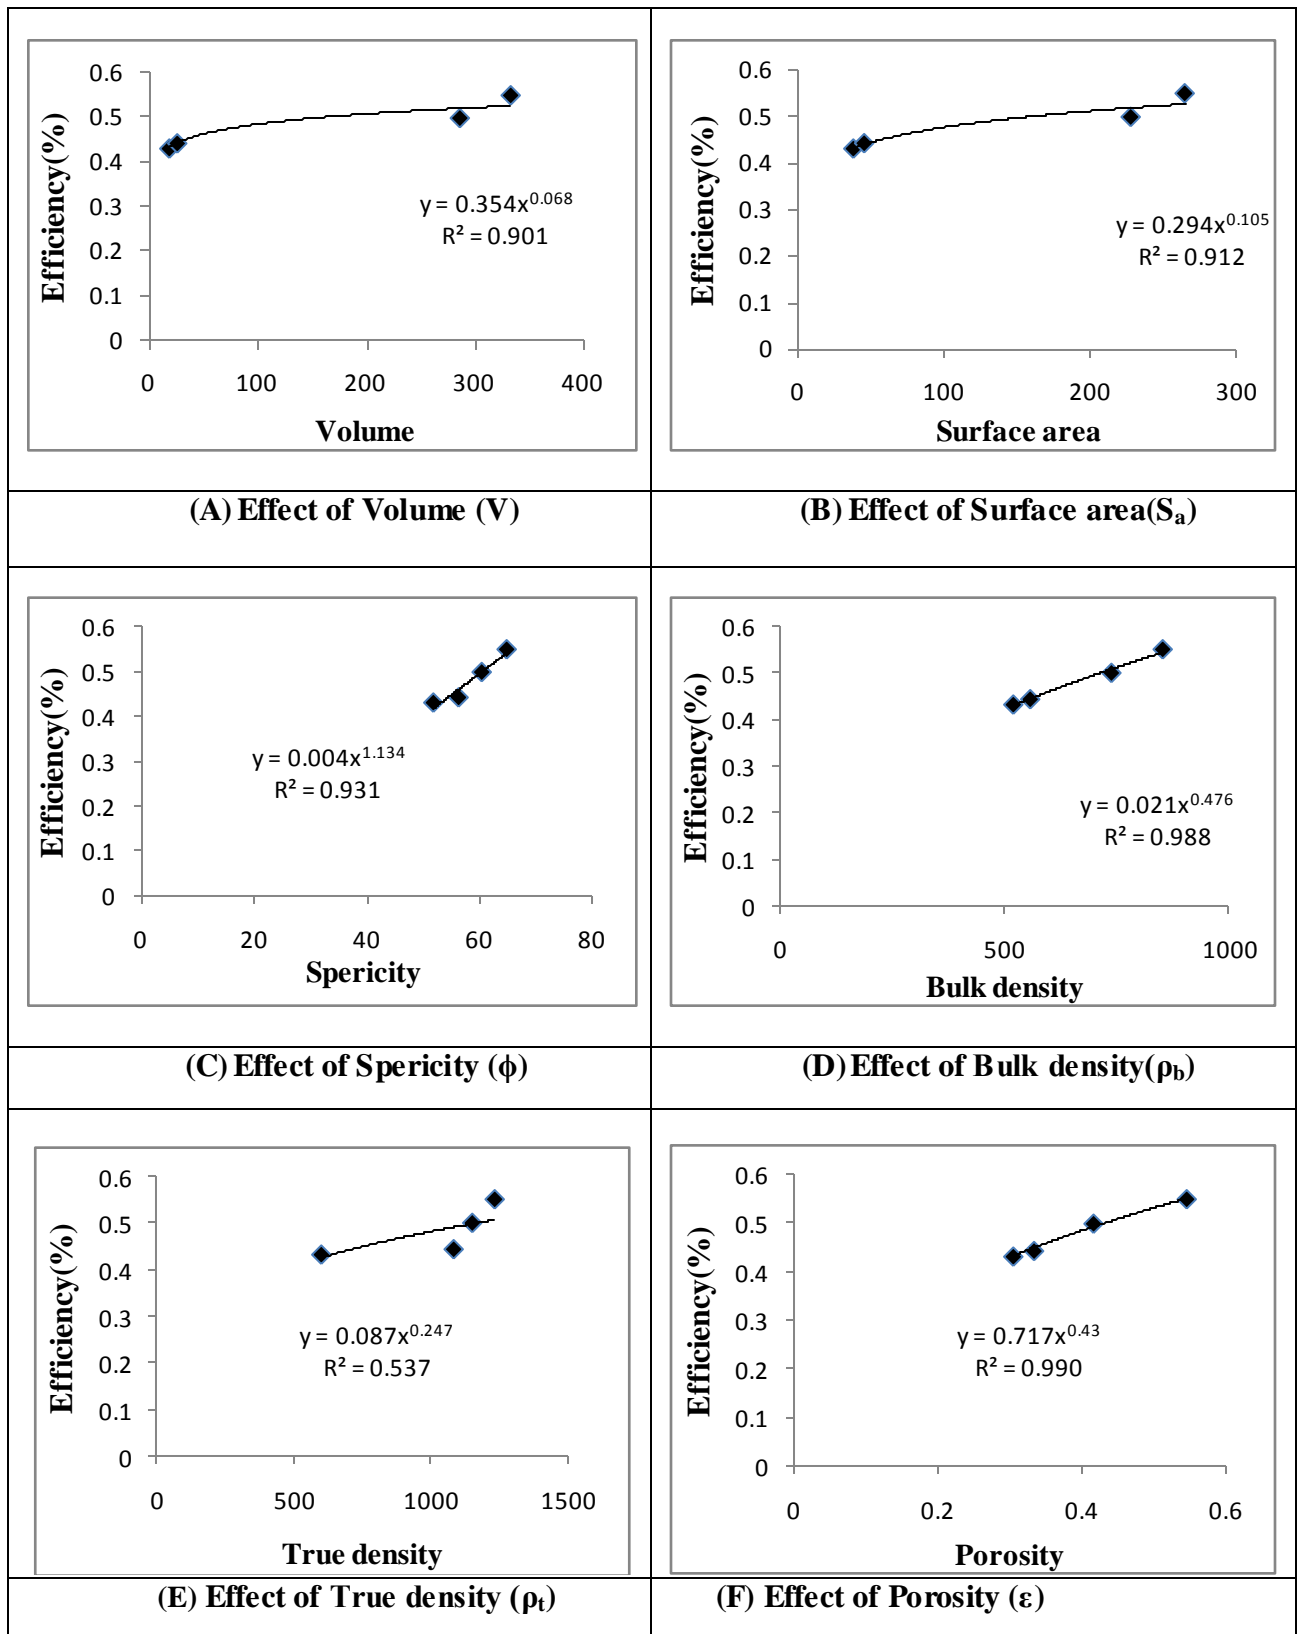 0.6
0.5
0.4
0.3
0.2
0.1
0
Efficiency(%)
y = 0.354x^0.068
R² = 0.901
0 100 200 300 400
Volume
0.6
0.5
0.4
0.3
0.2
0.1
0
Efficiency(%)
y = 0.294x^0.105
R² = 0.912
0 100 200 300
Surface area
(A) Effect of Volume (V)
(B) Effect of Surface area(Sₐ)
0.6
0.5
0.4
0.3
0.2
0.1
0
Efficiency(%)
y = 0.004x^1.134
R² = 0.931
0 20 40 60 80
Spericity
0.6
0.5
0.4
0.3
0.2
0.1
0
Efficiency(%)
y = 0.021x^0.476
R² = 0.988
0 500 1000
Bulk density
(C) Effect of Spericity (ϕ)
(D) Effect of Bulk density(ρb)
0.6
0.5
0.4
0.3
0.2
0.1
0
Efficiency(%)
y = 0.087x^0.247
R² = 0.537
0 500 1000 1500
True density
0.6
0.5
0.4
0.3
0.2
0.1
0
Efficiency(%)
y = 0.717x^0.43
R² = 0.990
0 0.2 0.4 0.6
Porosity
(E) Effect of True density (ρt)
(F) Effect of Porosity (ε)